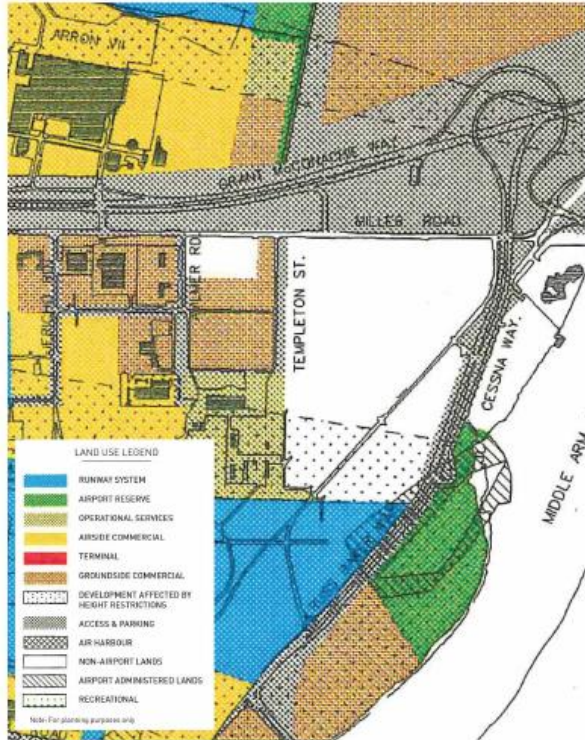 GRANT McCONACHIE WAY
MILLER ROAD
TEMPLETON ST.
CESSNA WAY.
MIDDLE ARM
LAND USE LEGEND
RUNWAY SYSTEM
AIRPORT RESERVE
OPERATIONAL SERVICES
AIRSIDE COMMERCIAL
TERMINAL
GROUNDSIDE COMMERCIAL
DEVELOPMENT AFFECTED BY
HEIGHT RESTRICTIONS
ACCESS & PARKING
AIR HARBOUR
NON-AIRPORT LANDS
AIRPORT ADMINISTERED LANDS
RECREATIONAL
Note: For planning purposes only
ROAD